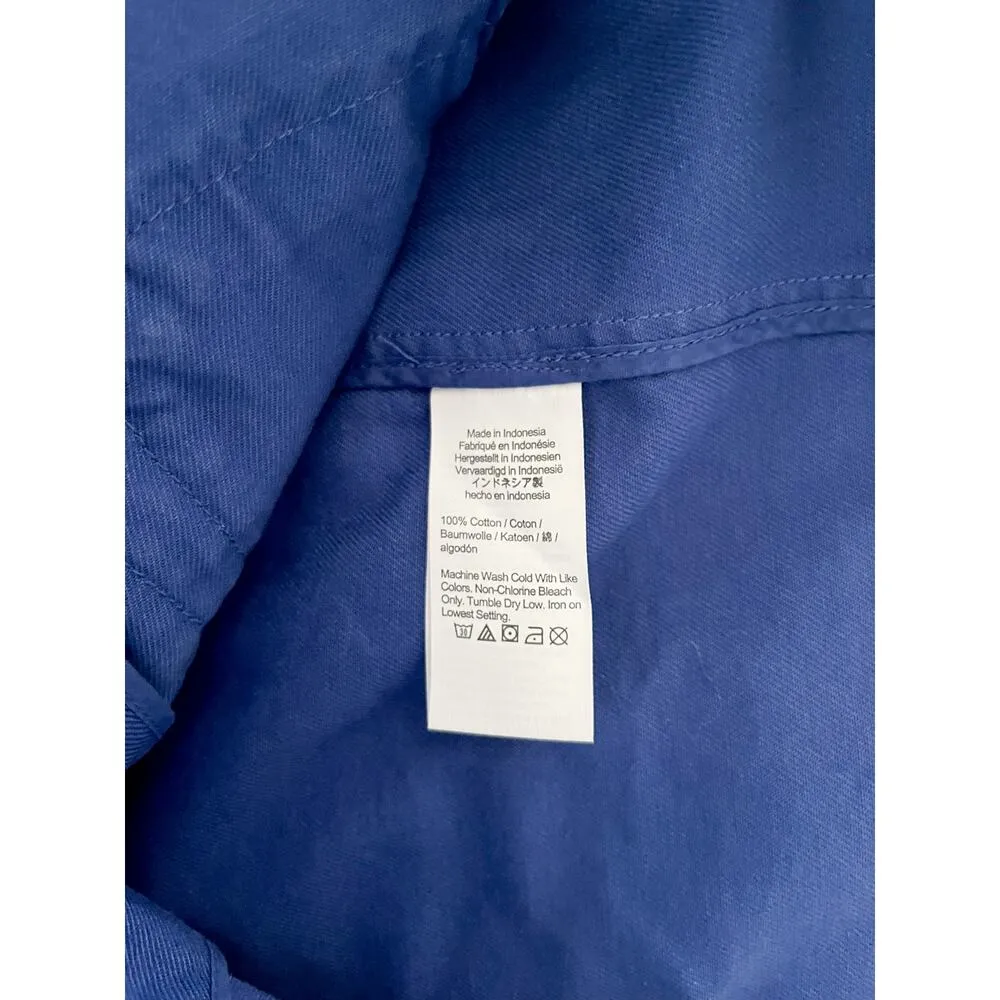 Made in Indonesia
Fabriqué en Indonésie
Hergestellt in Indonesien
Vervaardigd in Indonesië
インドネシア製
hecho en indonesia
100% Cotton / Coton /
Baumwolle / Katoen / 綿 /
algodón
Machine Wash Cold With Like
Colors. Non-Chlorine Bleach
Only. Tumble Dry Low. Iron on
Lowest Setting.
30